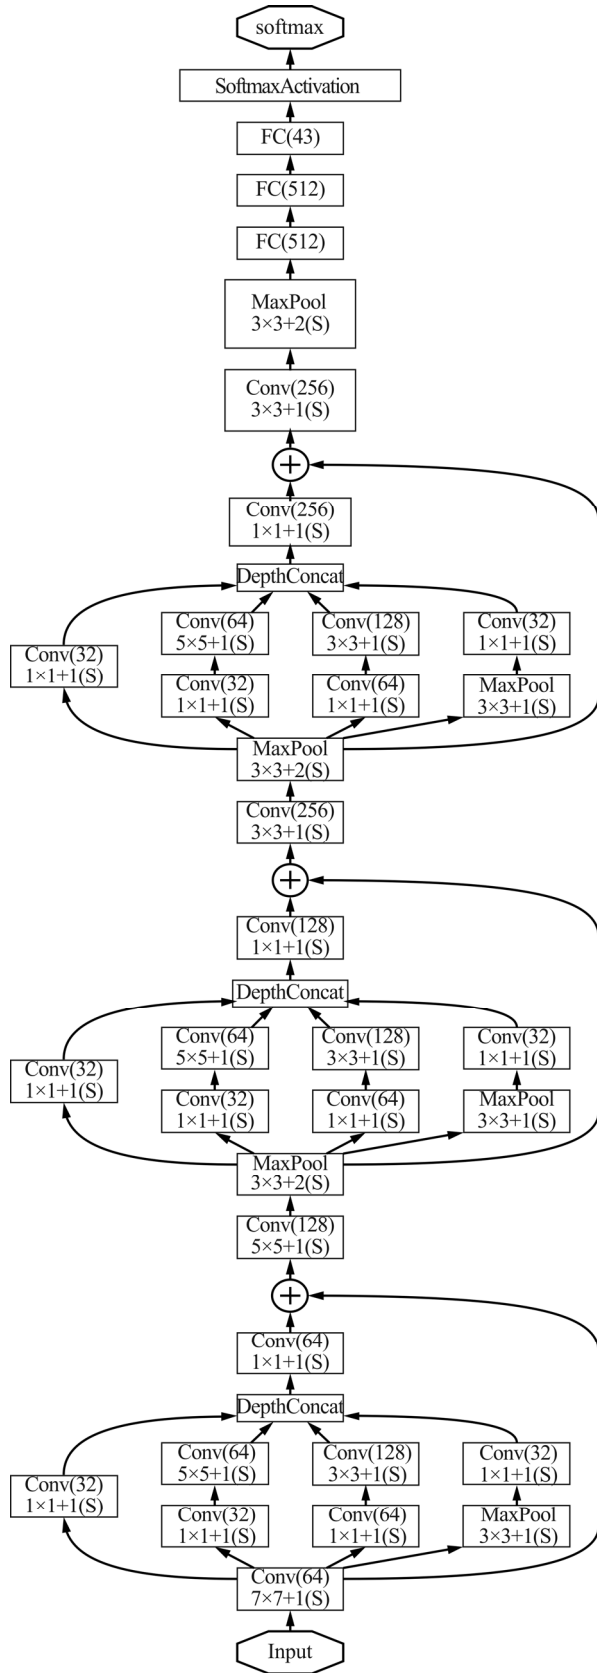 softmax
SoftmaxActivation
FC(43)
FC(512)
FC(512)
MaxPool
3×3+2(S)
Conv(256)
3×3+1(S)
+
Conv(256)
1×1+1(S)
DepthConcat
Conv(32)
1×1+1(S)
Conv(64)
5×5+1(S)
Conv(32)
1×1+1(S)
Conv(128)
3×3+1(S)
Conv(64)
1×1+1(S)
Conv(32)
1×1+1(S)
MaxPool
3×3+1(S)
MaxPool
3×3+2(S)
Conv(256)
3×3+1(S)
+
Conv(128)
1×1+1(S)
DepthConcat
Conv(32)
1×1+1(S)
Conv(64)
5×5+1(S)
Conv(32)
1×1+1(S)
Conv(128)
3×3+1(S)
Conv(64)
1×1+1(S)
Conv(32)
1×1+1(S)
MaxPool
3×3+1(S)
MaxPool
3×3+2(S)
Conv(128)
5×5+1(S)
+
Conv(64)
1×1+1(S)
DepthConcat
Conv(32)
1×1+1(S)
Conv(64)
5×5+1(S)
Conv(32)
1×1+1(S)
Conv(128)
3×3+1(S)
Conv(64)
1×1+1(S)
Conv(32)
1×1+1(S)
MaxPool
3×3+1(S)
Conv(64)
7×7+1(S)
Input